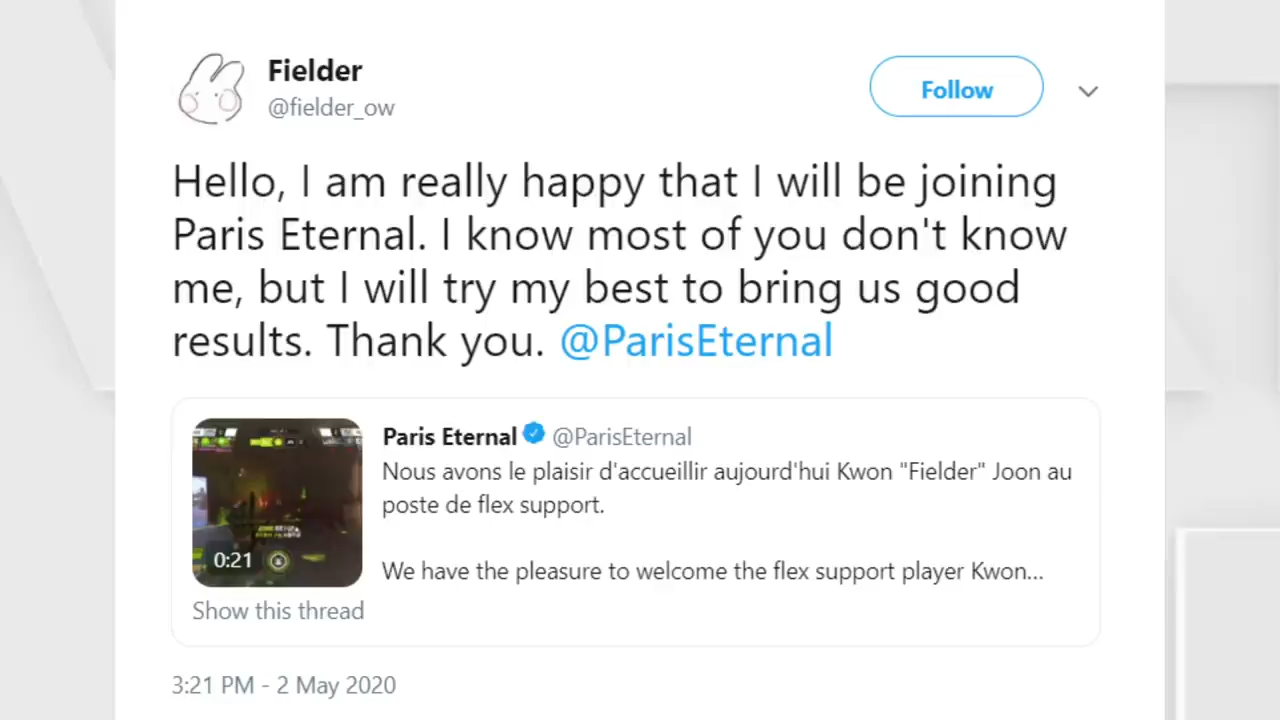 Fielder
@fielder_ow
Follow
Hello, I am really happy that I will be joining
Paris Eternal. I know most of you don't know
me, but I will try my best to bring us good
results. Thank you. @ParisEternal
Paris Eternal @ParisEternal
Nous avons le plaisir d'accueillir aujourd'hui Kwon "Fielder" Joon au
poste de flex support.
We have the pleasure to welcome the flex support player Kwon...
0:21
Show this thread
3:21 PM - 2 May 2020